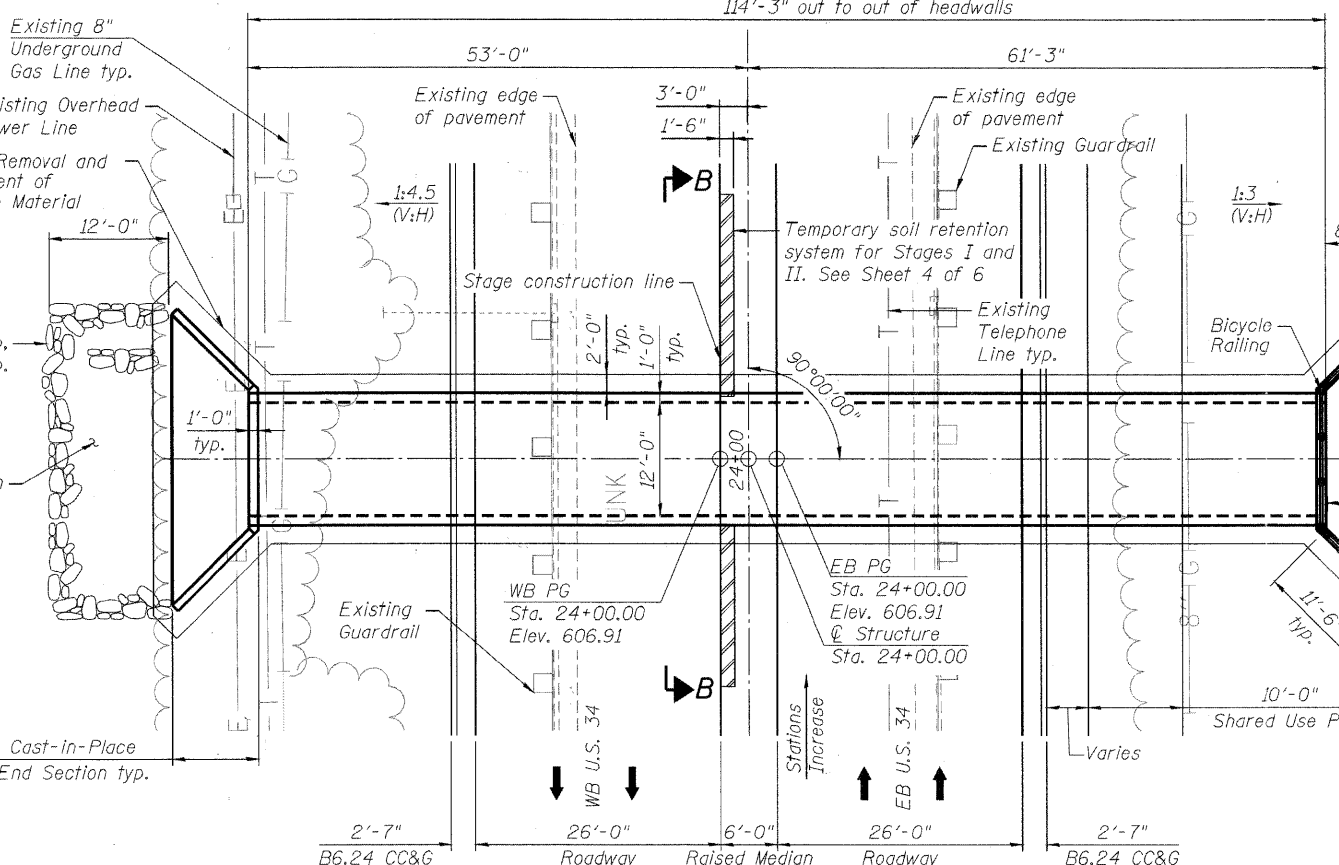 114'-3" out to out of headwalls
Existing 8"
Underground
Gas Line typ.
53'-0"
61'-3"
Existing Overhead
Line
Removal and
of
Material
12'-0"
1:4.5
(V:H)
Existing edge
of pavement
3'-0"
1'-6"
B
Existing edge
of pavement
Existing Guardrail
1:3
(V:H)
Temporary soil retention
system for Stages I and
II. See Sheet 4 of 6
Stage construction line
2'-0"
typ.
1'-0"
typ.
90°00'00"
Existing
Telephone
Line typ.
Bicycle
Railing
1'-0"
typ.
12'-0"
24+00
UNK
WB PG
Sta. 24+00.00
Elev. 606.91
EB PG
Sta. 24+00.00
Elev. 606.91
℄ Structure
Sta. 24+00.00
Existing
Guardrail
B
11'-6"
typ.
T
T
T
T
T
T
G
G
G
G
G
E
E
E
8"
10'-0"
Shared Use
Varies
Cast-in-Place
End Section typ.
WB U.S. 34
Stations
Increase
EB U.S. 34
2'-7"
B6.24 CC&G
26'-0"
Roadway
6'-0"
Raised Median
26'-0"
Roadway
2'-7"
B6.24 CC&G